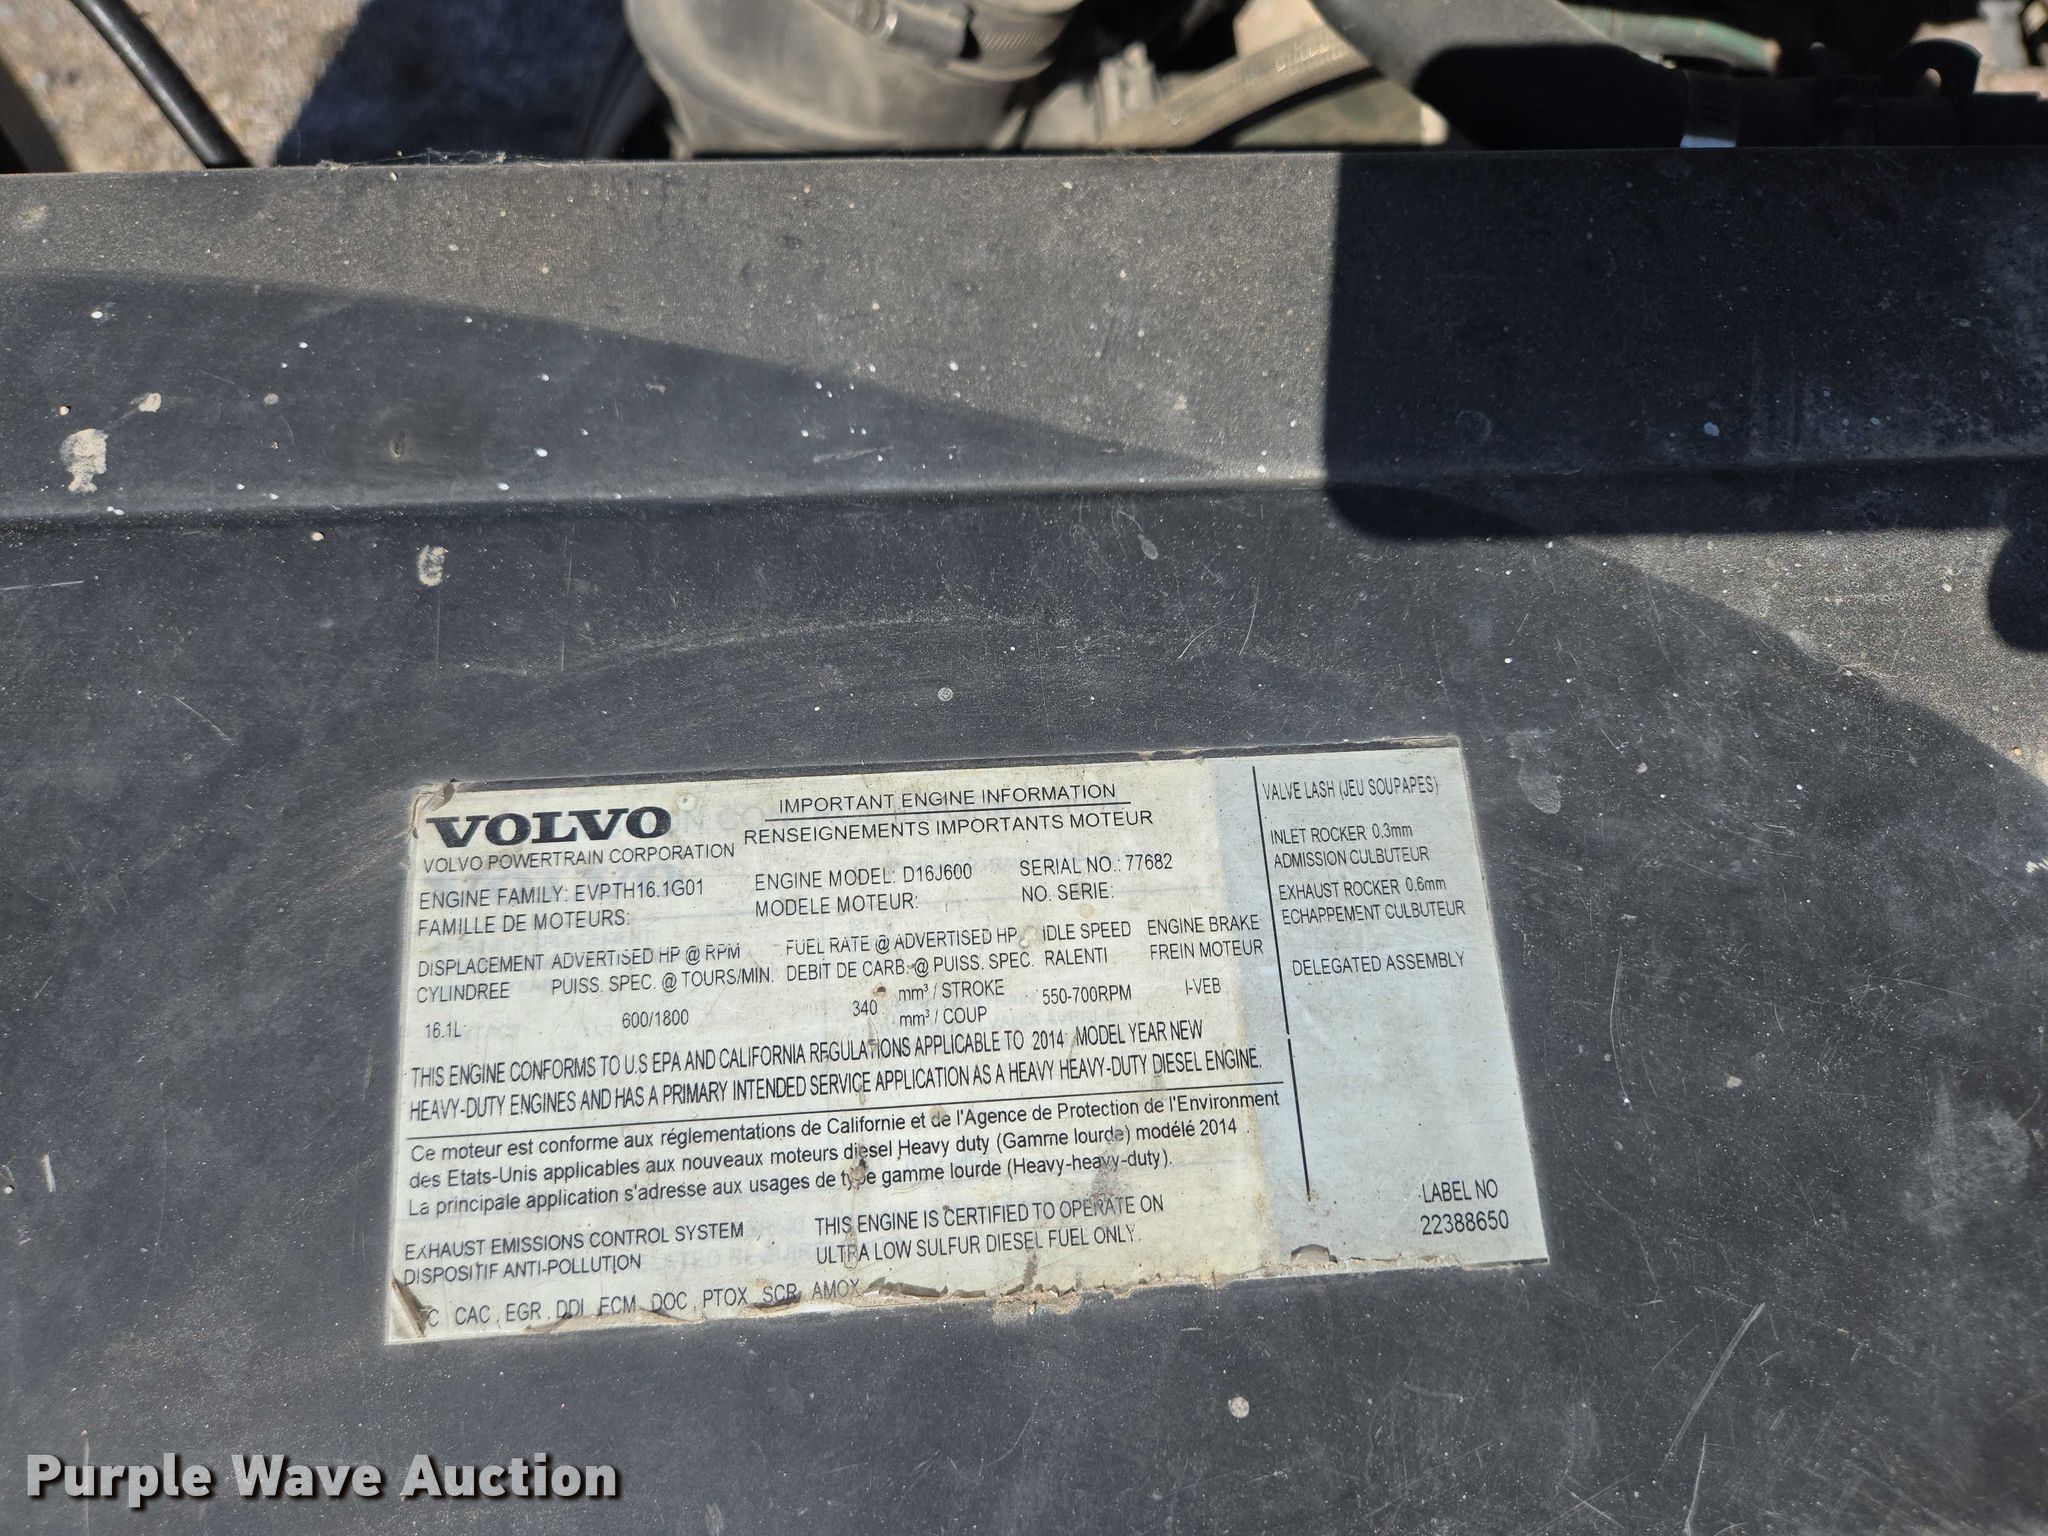 VOLVO
VOLVO POWERTRAIN CORPORATION
IMPORTANT ENGINE INFORMATION
RENSEIGNEMENTS IMPORTANTS MOTEUR
ENGINE FAMILY: EVPTH16.1G01 ENGINE MODEL: D16J600 SERIAL NO.: 77682
FAMILLE DE MOTEURS: MODELE MOTEUR: NO. SERIE:
DISPLACEMENT ADVERTISED HP @ RPM FUEL RATE @ ADVERTISED HP IDLE SPEED ENGINE BRAKE
CYLINDREE PUISS. SPEC. @ TOURS/MIN. DEBIT DE CARB. @ PUISS. SPEC. RALENTI FREIN MOTEUR
16.1L 600/1800 340 mm³ / STROKE 550-700RPM I-VEB
mm³ / COUP
THIS ENGINE CONFORMS TO U.S EPA AND CALIFORNIA REGULATIONS APPLICABLE TO 2014 MODEL YEAR NEW
HEAVY-DUTY ENGINES AND HAS A PRIMARY INTENDED SERVICE APPLICATION AS A HEAVY HEAVY-DUTY DIESEL ENGINE.
Ce moteur est conforme aux réglementations de Californie et de l'Agence de Protection de l'Environment
des Etats-Unis applicables aux nouveaux moteurs diesel Heavy duty (Gamme lourde) modélé 2014
La principale application s'adresse aux usages de type gamme lourde (Heavy-heavy-duty).
EXHAUST EMISSIONS CONTROL SYSTEM THIS ENGINE IS CERTIFIED TO OPERATE ON
DISPOSITIF ANTI-POLLUTION ULTRA LOW SULFUR DIESEL FUEL ONLY.
CAC , EGR , DDI , ECM , DOC , PTOX , SCR , AMOX
VALVE LASH (JEU SOUPAPES)
INLET ROCKER 0.3mm
ADMISSION CULBUTEUR
EXHAUST ROCKER 0.6mm
ECHAPPEMENT CULBUTEUR
DELEGATED ASSEMBLY
LABEL NO
22388650
Purple Wave Auction